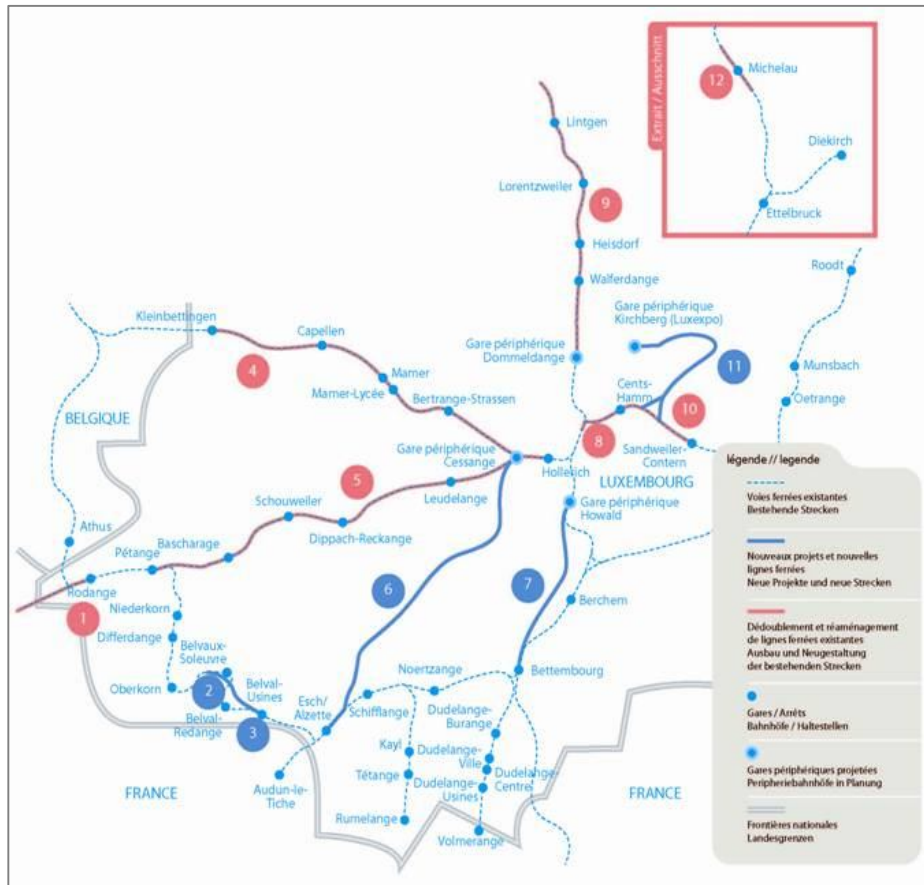 Extrait / Ausschnitt
12
Michelau
Diekirch
Ettelbruck
Lintgen
Lorentzweiler
9
Heisdorf
Walferdange
Roodt
Gare périphérique
Kirchberg (Luxexpo)
Kleinbettingen
Capellen
Gare périphérique
Dommeldange
4
Mamer
Mamer-Lycée
11
Munsbach
Cents-
Hamm
Bertrange-Strassen
10
Oetrange
BELGIQUE
8
Gare périphérique
Cessange
Sandweiler-
Contern
Hollerich
LUXEMBOURG
5
Leudelange
Schouweiler
Gare périphérique
Howald
Dippach-Reckange
Athus
Bascharage
Pétange
6
7
Rodange
1
Niederkorn
Berchem
Differdange
Belvaux-
Soleuvre
Noertzange
Bettembourg
2
Belval-
Usines
Oberkorn
Esch/
Alzette
Schifflange
Belval-
Redange
3
Dudelange-
Burange
Kayl
Dudelange-
Ville
Tétange
Dudelange-
Usines
Dudelange-
Centre
Audun-le-
Tiche
FRANCE
FRANCE
Rumelange
Volmerange
légende // legende
Voies ferrées existantes
Bestehende Strecken
Nouveaux projets et nouvelles
lignes ferrées
Neue Projekte und neue Strecken
Dédoublement et réaménagement
de lignes ferrées existantes
Ausbau und Neugestaltung
der bestehenden Strecken
Gares / Arrêts
Bahnhöfe / Haltestellen
Gares périphériques projetées
Peripheriebahnhöfe in Planung
Frontières nationales
Landesgrenzen